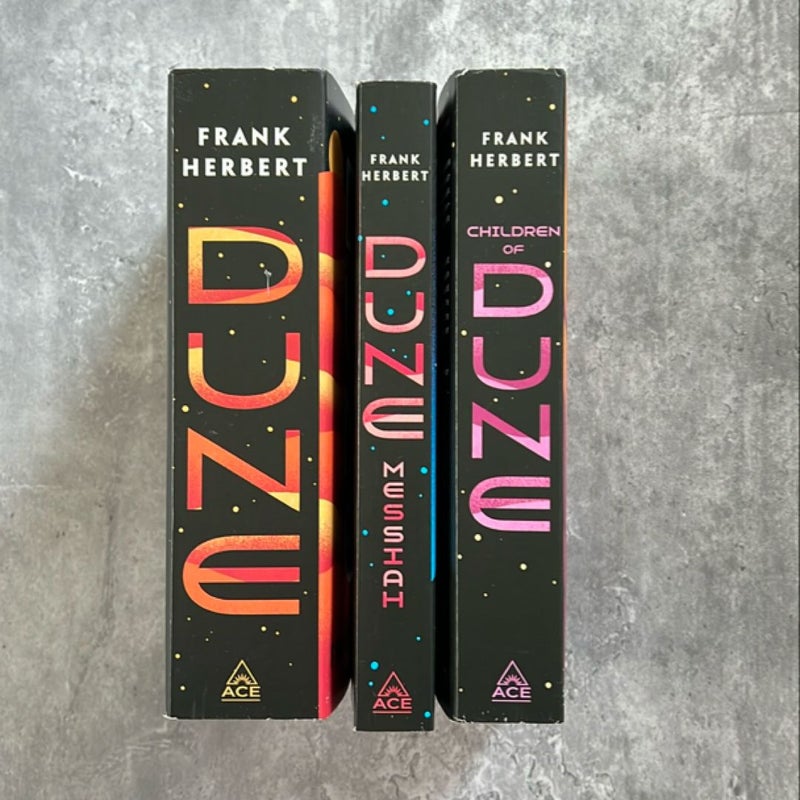 FRANK
HERBERT
DUNE
ACE
FRANK
HERBERT
DUNE
MESSIAH
ACE
FRANK
HERBERT
CHILDREN
OF
DUNE
ACE